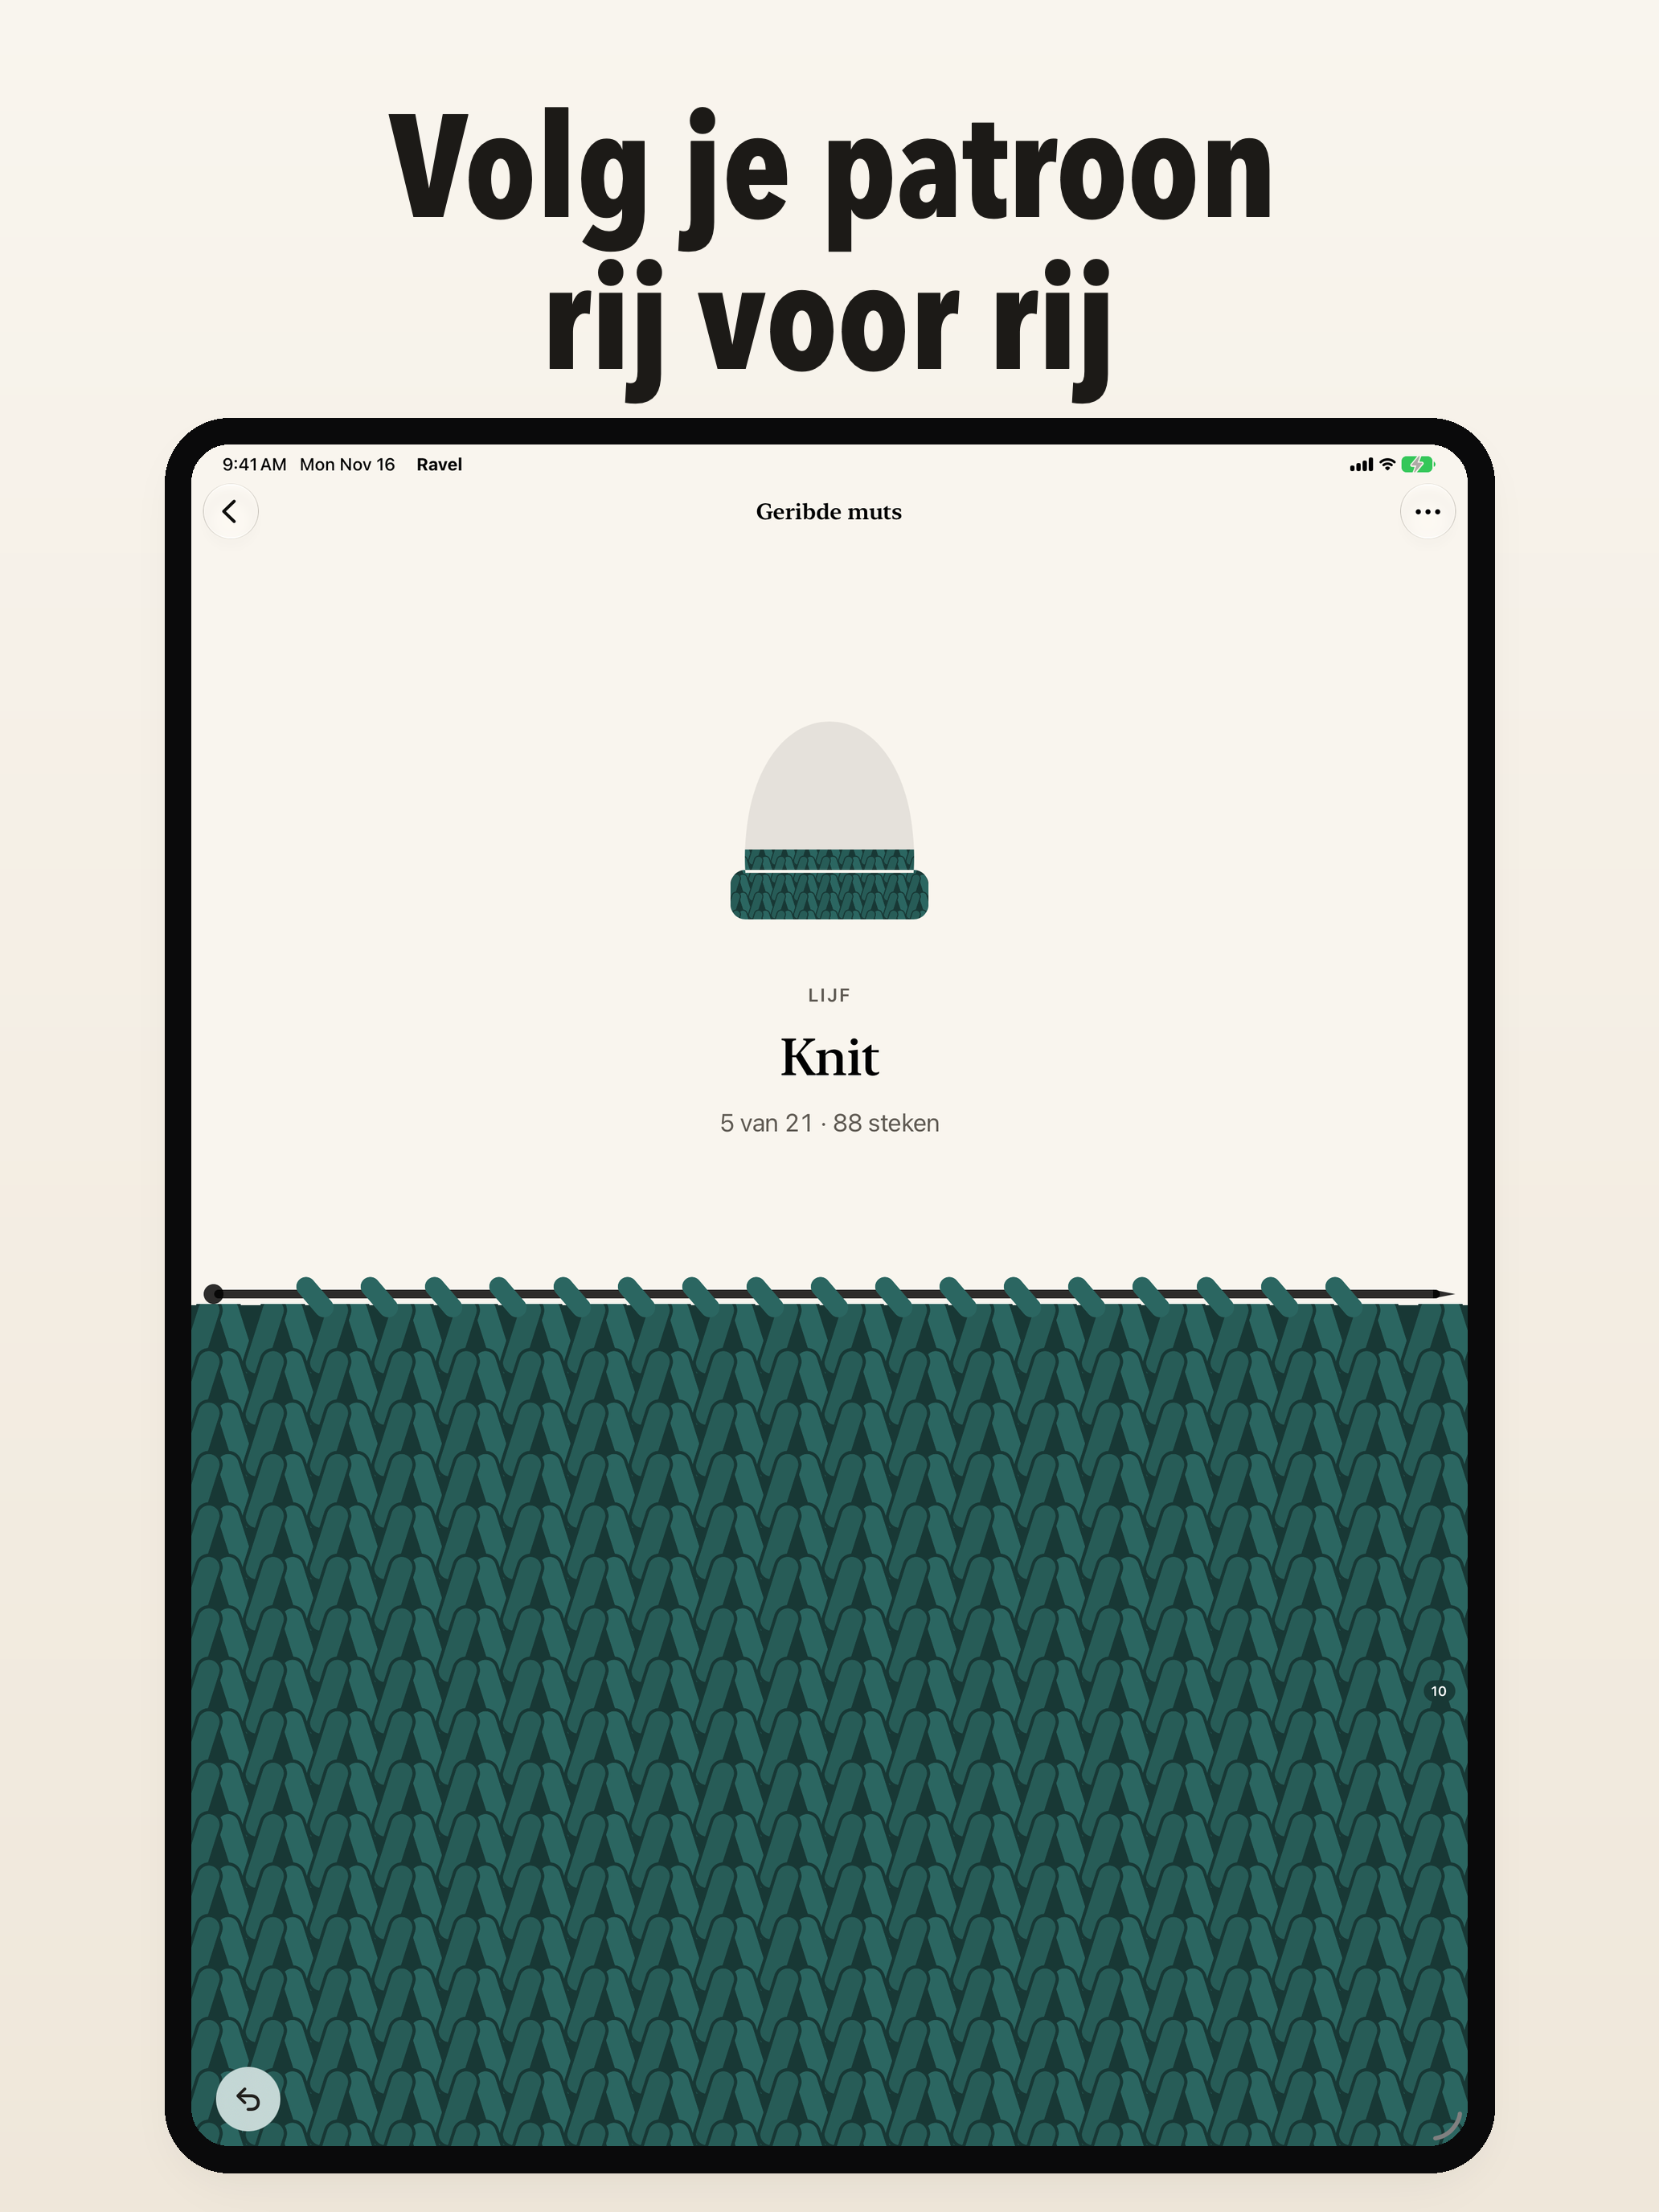 Volg je patroon
rij voor rij
9:41 AM Mon Nov 16 Ravel
Geribde muts
LIJF
Knit
5 van 21 · 88 steken
10